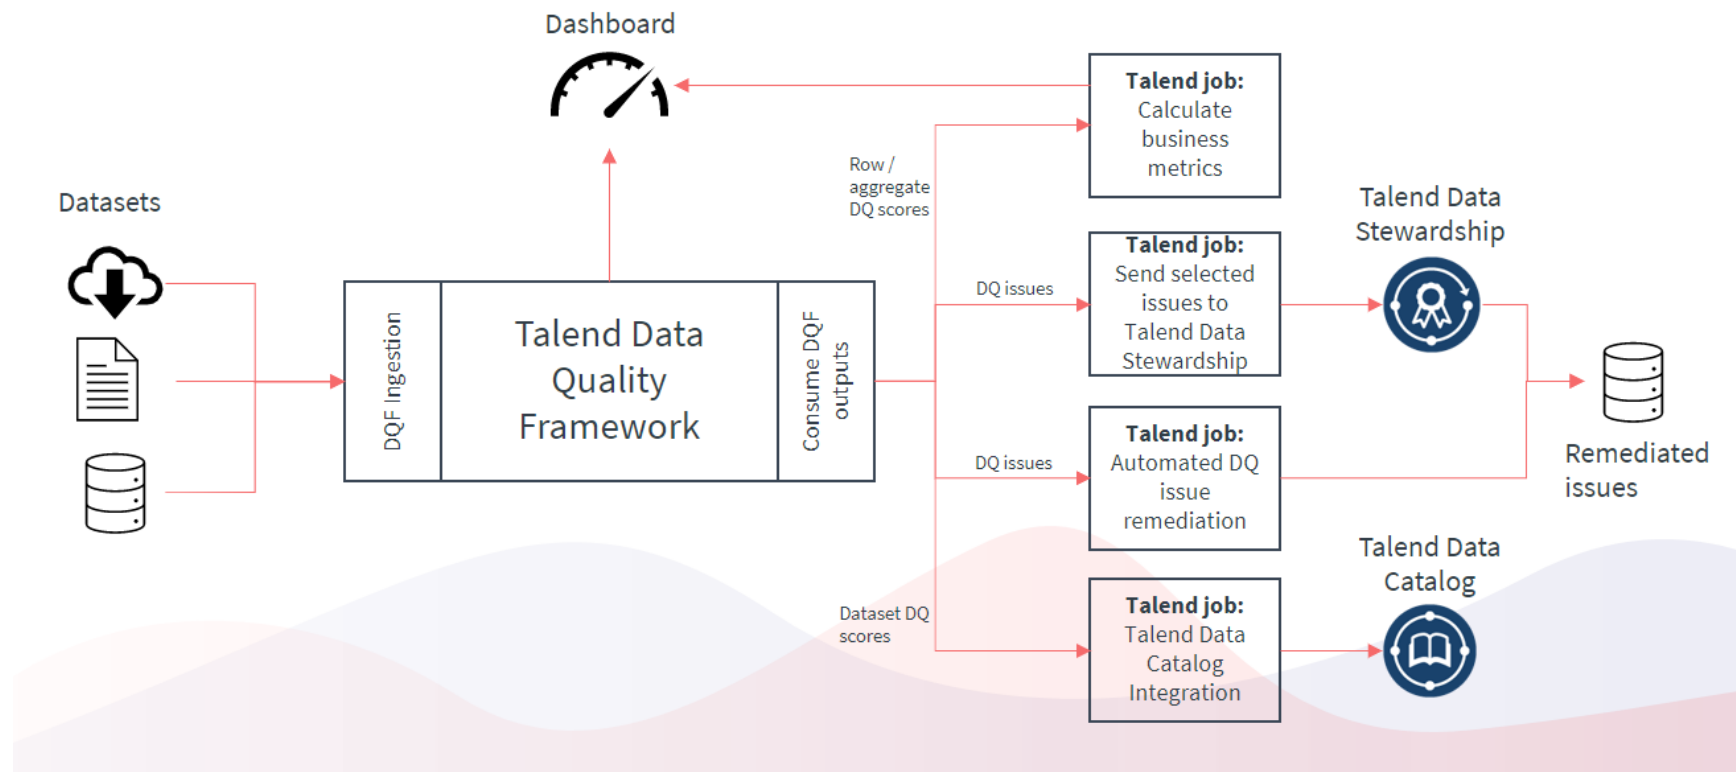 Dashboard
Datasets
DQF Ingestion
Talend Data
Quality
Framework
Consume DQF
outputs
Row /
aggregate
DQ scores
DQ issues
DQ issues
Dataset DQ
scores
Talend job:
Calculate
business
metrics
Talend job:
Send selected
issues to
Talend Data
Stewardship
Talend job:
Automated DQ
issue
remediation
Talend job:
Talend Data
Catalog
Integration
Talend Data
Stewardship
Remediated
issues
Talend Data
Catalog